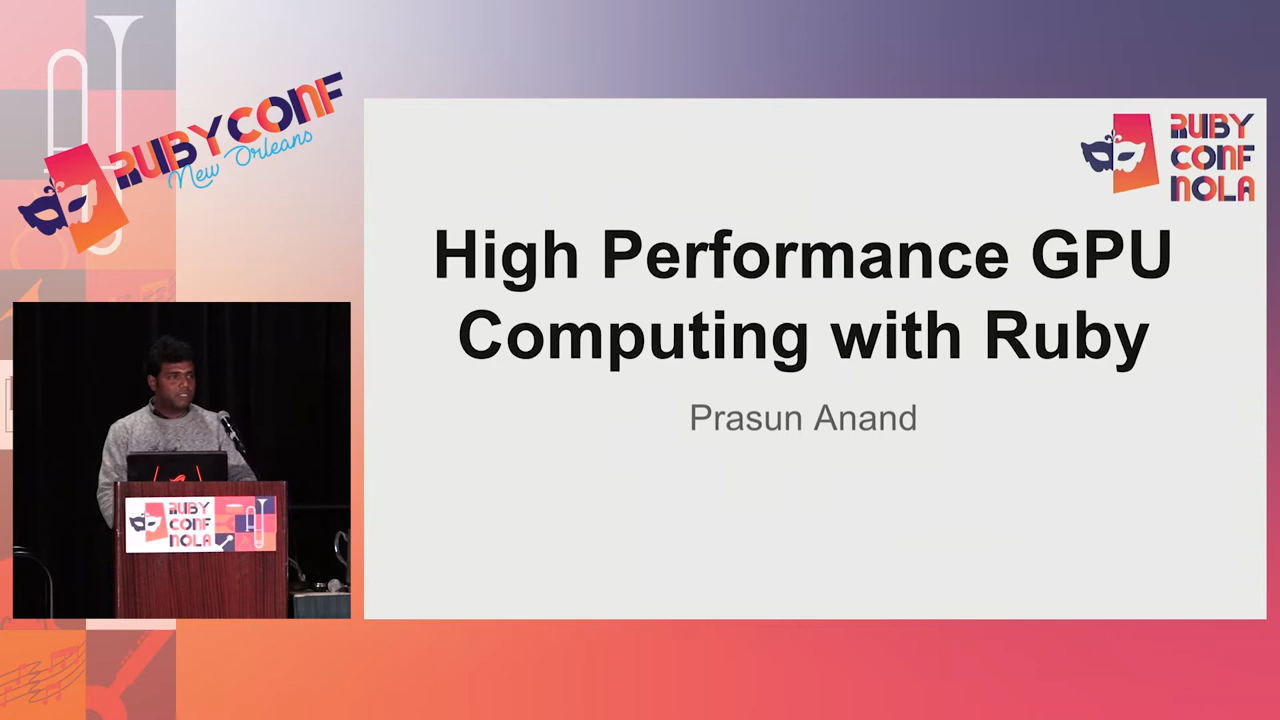 RUBYCONF
New Orleans
RUBY
CONF
NOLA
High Performance GPU
Computing with Ruby
Prasun Anand
RUBY
CONF
NOLA